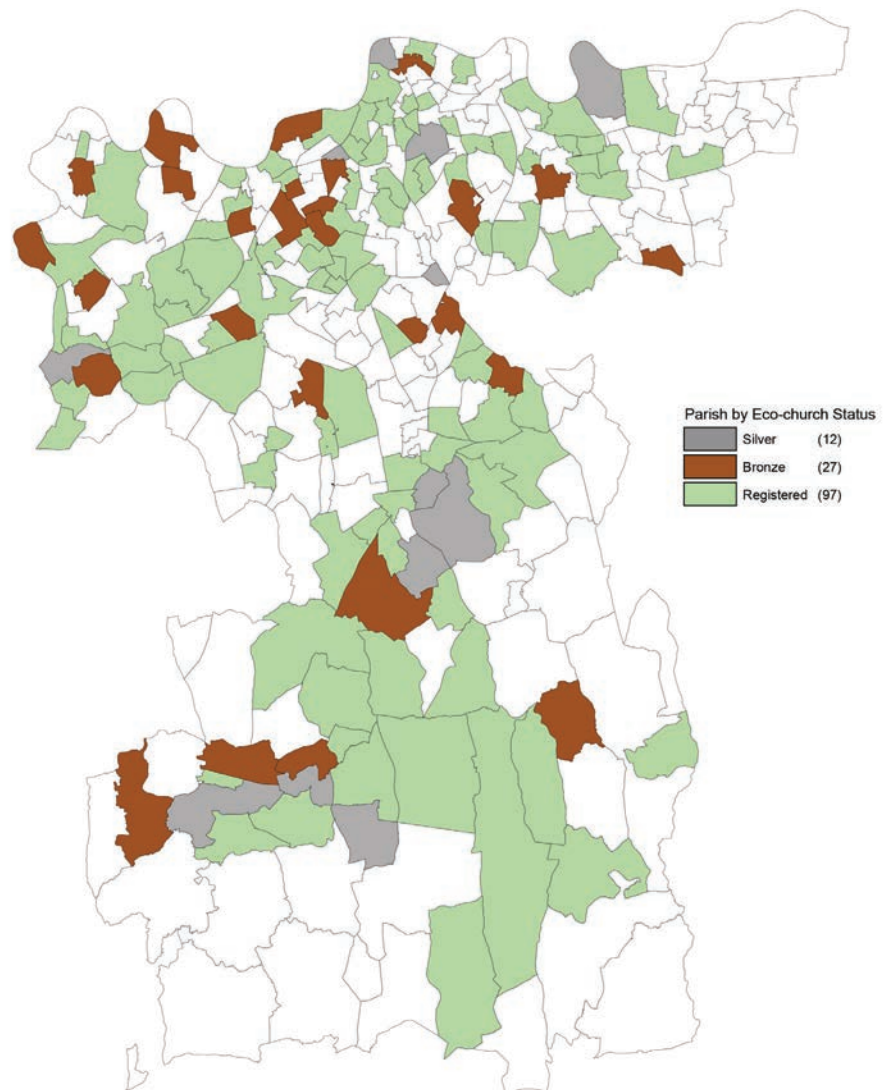 Parish by Eco-church Status
Silver (12)
Bronze (27)
Registered (97)